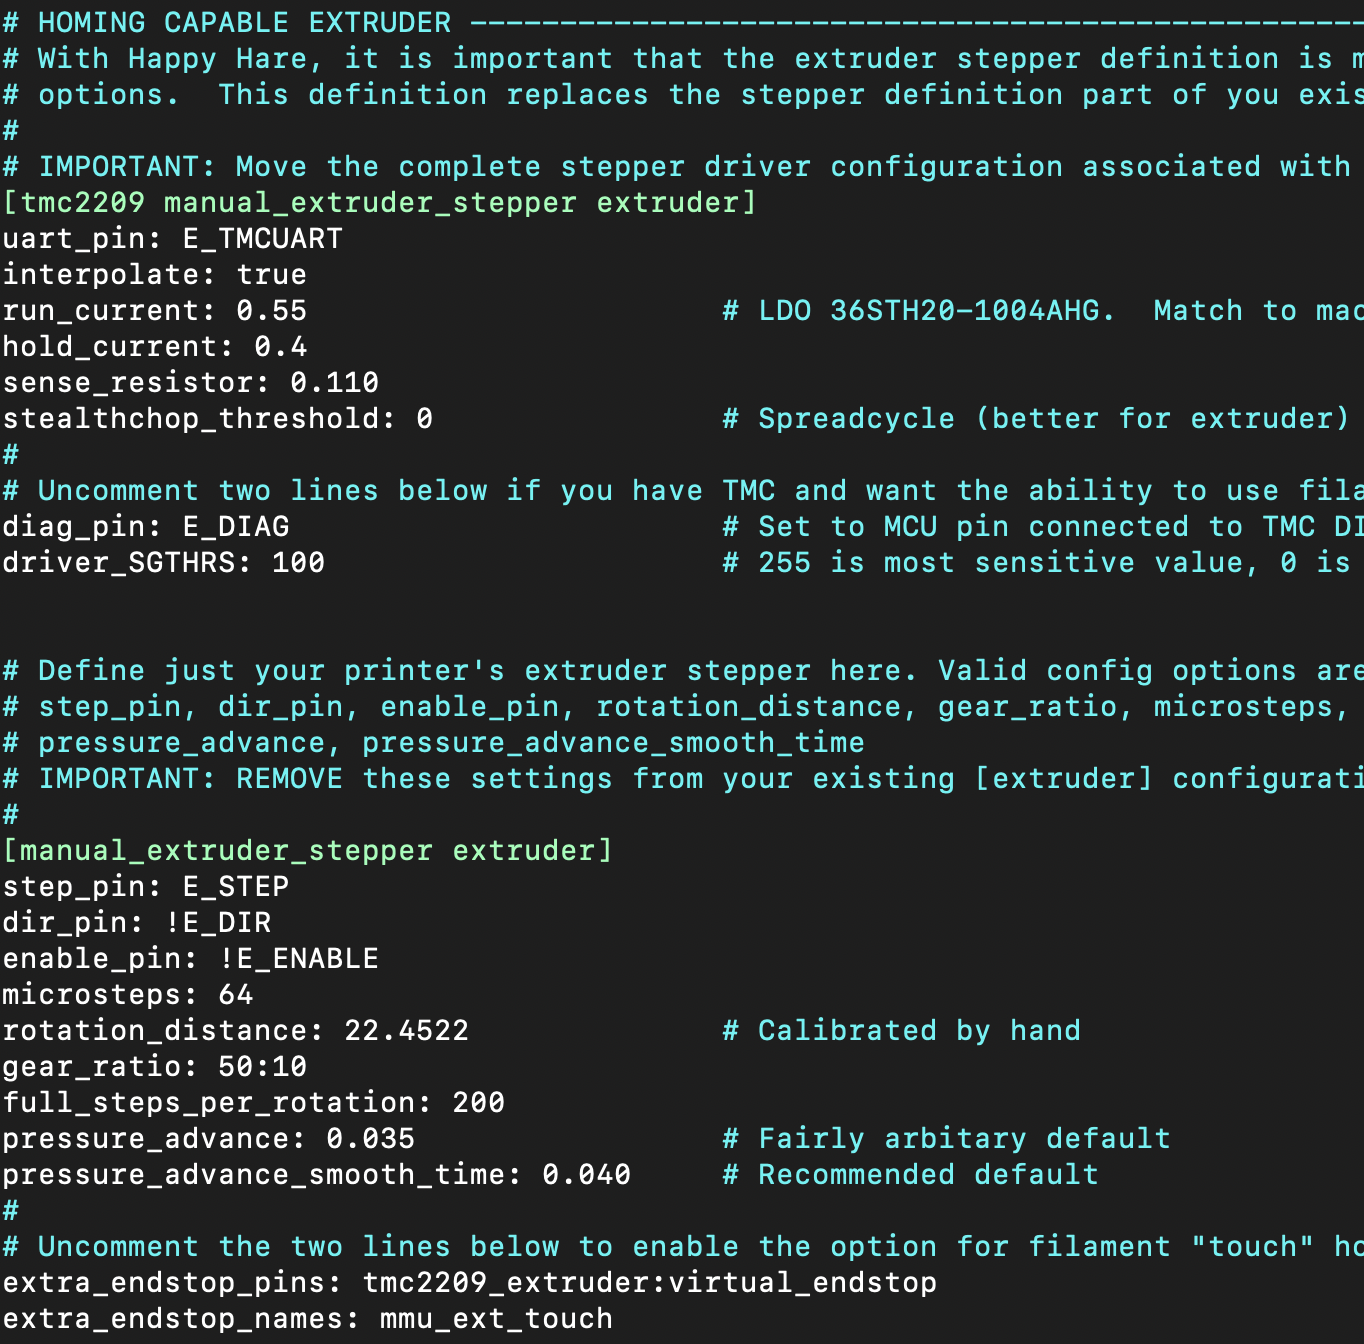 # HOMING CAPABLE EXTRUDER --------------------------------------------------
# With Happy Hare, it is important that the extruder stepper definition is
# options.  This definition replaces the stepper definition part of you
#
# IMPORTANT: Move the complete stepper driver configuration associated with
[tmc2209 manual_extruder_stepper extruder]
uart_pin: E_TMCUART
interpolate: true
run_current: 0.55                       # LDO 36STH20-1004AHG.  Match to
hold_current: 0.4
sense_resistor: 0.110
stealthchop_threshold: 0                # Spreadcycle (better for extruder)
#
# Uncomment two lines below if you have TMC and want the ability to use
diag_pin: E_DIAG                        # Set to MCU pin connected to TMC
driver_SGTHRS: 100                      # 255 is most sensitive value, 0 is
# Define just your printer's extruder stepper here. Valid config options are
# step_pin, dir_pin, enable_pin, rotation_distance, gear_ratio, microsteps,
# pressure_advance, pressure_advance_smooth_time
# IMPORTANT: REMOVE these settings from your existing [extruder]
#
[manual_extruder_stepper extruder]
step_pin: E_STEP
dir_pin: !E_DIR
enable_pin: !E_ENABLE
microsteps: 64
rotation_distance: 22.4522              # Calibrated by hand
gear_ratio: 50:10
full_steps_per_rotation: 200
pressure_advance: 0.035                 # Fairly arbitary default
pressure_advance_smooth_time: 0.040     # Recommended default
#
# Uncomment the two lines below to enable the option for filament "touch"
extra_endstop_pins: tmc2209_extruder:virtual_endstop
extra_endstop_names: mmu_ext_touch